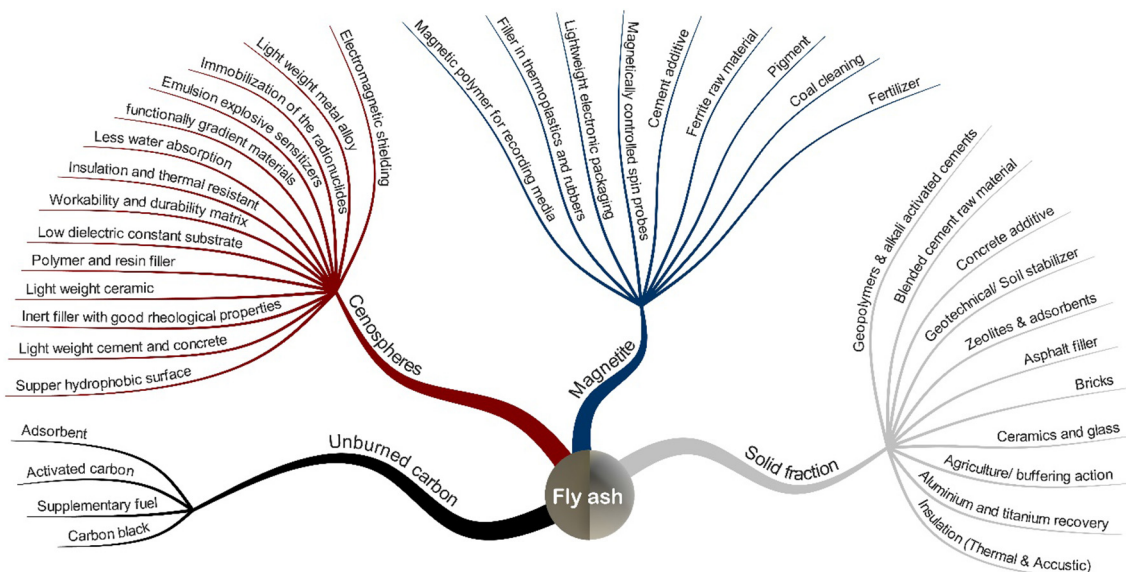 Electromagnetic shielding
Light weight metal alloy
Immobilization of the radionuclides
Emulsion explosive sensitizers
functionally gradient materials
Less water absorption
Insulation and thermal resistant
Workability and durability matrix
Low dielectric constant substrate
Polymer and resin filler
Light weight ceramic
Inert filler with good rheological properties
Light weight cement and concrete
Supper hydrophobic surface
Cenospheres
Magnetic polymer for recording media
Filler in thermoplastics and rubbers
Lightweight electronic packaging
Magnetically controlled spin probes
Cement additive
Ferrite raw material
Pigment
Coal cleaning
Fertilizer
Magnetite
Geopolymers & alkali activated cements
Blended cement raw material
Concrete additive
Geotechnical/ Soil stabilizer
Zeolites & adsorbents
Asphalt filler
Bricks
Ceramics and glass
Agriculture/ buffering action
Aluminium and titanium recovery
Insulation (Thermal & Accustic)
Solid fraction
Adsorbent
Activated carbon
Supplementary fuel
Carbon black
Unburned carbon
Fly ash